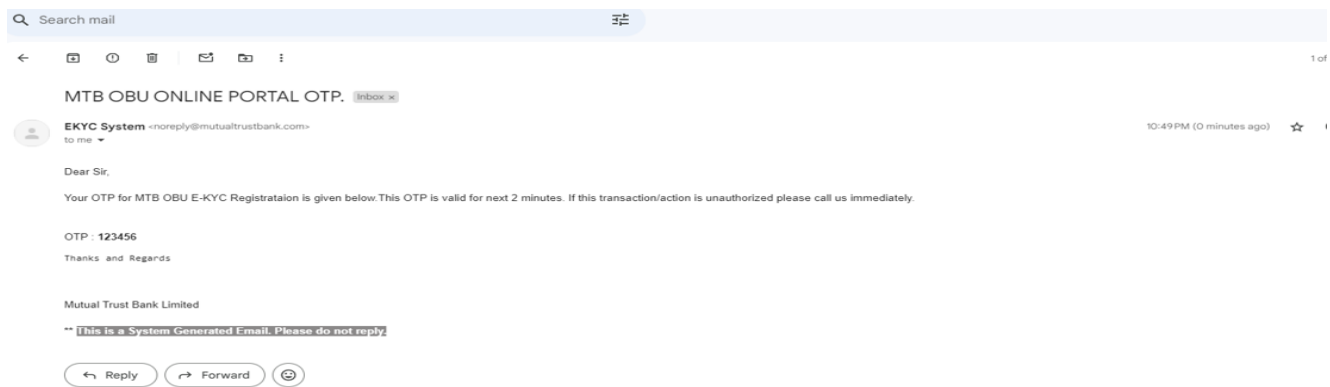 Search mail
1 of
MTB OBU ONLINE PORTAL OTP. Inbox x
EKYC System <noreply@mutualtrustbank.com> 10:49 PM (0 minutes ago)
to me
Dear Sir,
Your OTP for MTB OBU E-KYC Registrataion is given below.This OTP is valid for next 2 minutes. If this transaction/action is unauthorized please call us immediately.
OTP : 123456
Thanks and Regards
Mutual Trust Bank Limited
** This is a System Generated Email. Please do not reply.
Reply Forward